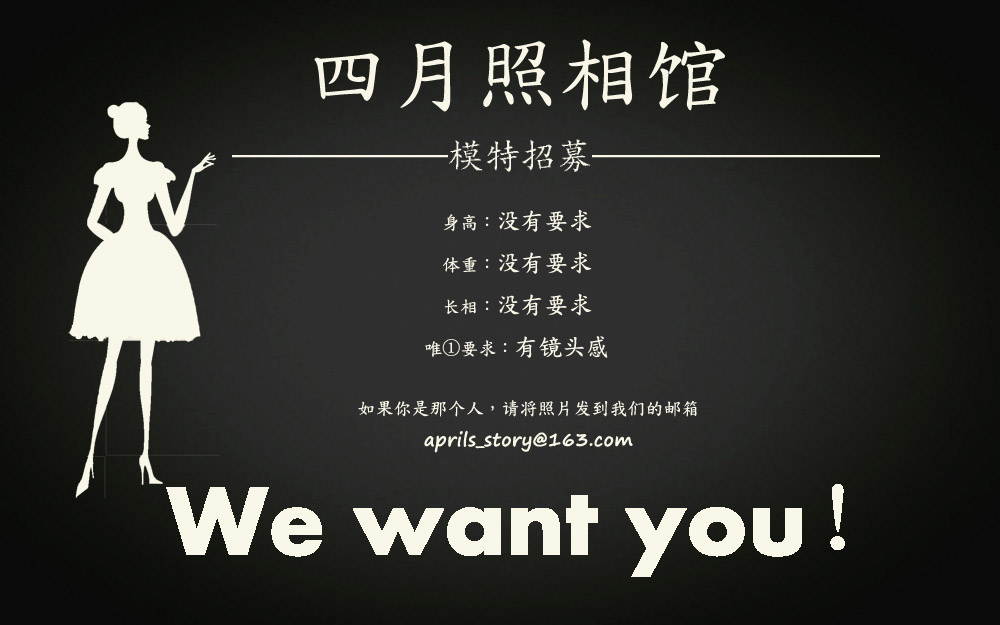 四月照相馆
模特招募
身高：没有要求
体重：没有要求
长相：没有要求
唯①要求：有镜头感
如果你是那个人，请将照片发到我们的邮箱
aprils_story@163.com
We want you！